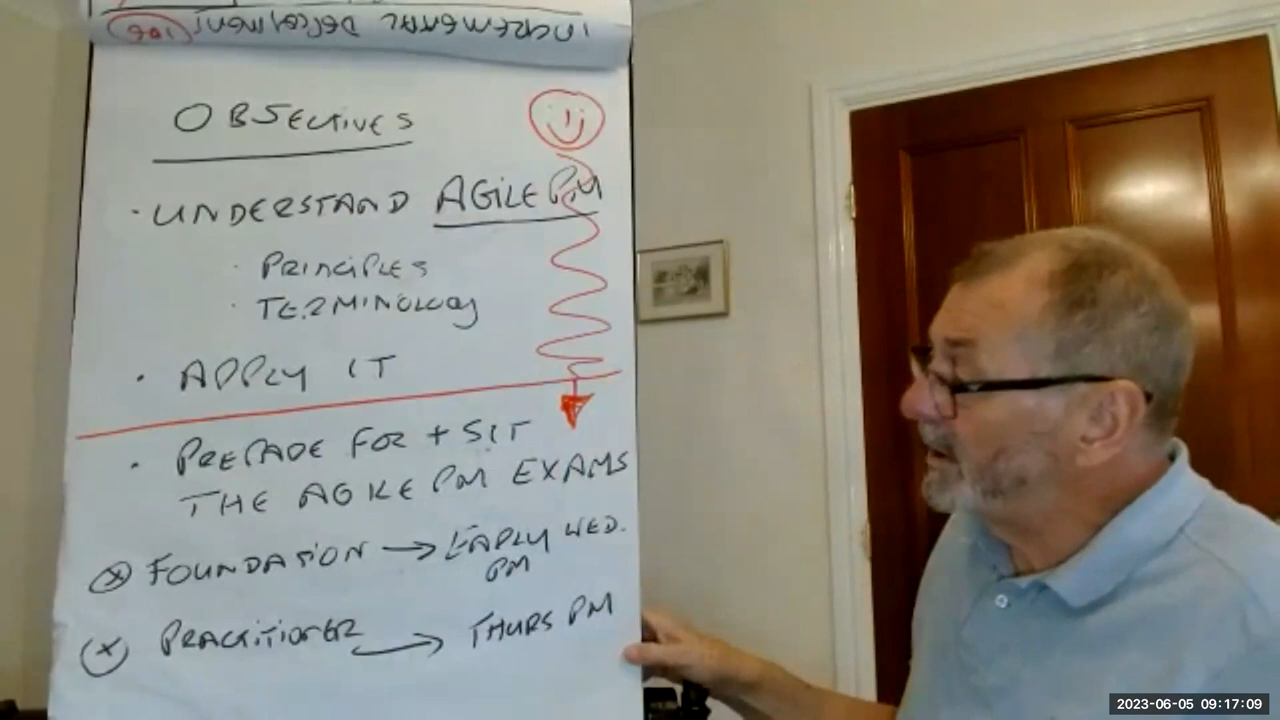 INCREMENTAL DEPLOYMENT
OBJECTIVES
· UNDERSTAND AGILE PM
· PRINCIPLES
· TERMINOLOGY
· APPLY IT
· PREPARE FOR + SIT
THE AGILE PM EXAMS
FOUNDATION → EARLY WED.
PM
PRACTITIONER → THURS PM
2023-06-05 09:17:09